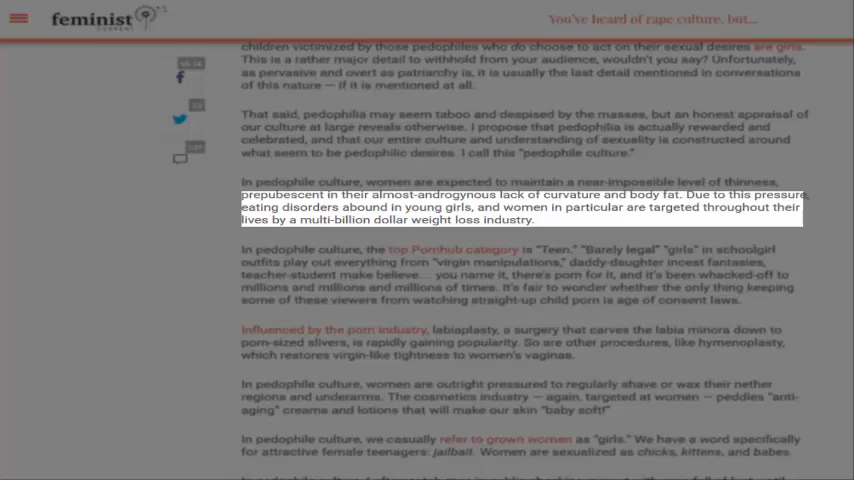 feminist
CURRENT
You've heard of rape culture, but...
children victimized by those pedophiles who do choose to act on their sexual desires are girls.
This is a rather major detail to withhold from your audience, wouldn't you say? Unfortunately,
as pervasive and overt as patriarchy is, it is usually the last detail mentioned in conversations
of this nature — if it is mentioned at all.
That said, pedophilia may seem taboo and despised by the masses, but an honest appraisal of
our culture at large reveals otherwise. I propose that pedophilia is actually rewarded and
celebrated, and that our entire culture and understanding of sexuality is constructed around
what seem to be pedophilic desires. I call this "pedophile culture."
In pedophile culture, women are expected to maintain a near-impossible level of thinness,
prepubescent in their almost-androgynous lack of curvature and body fat. Due to this pressure,
eating disorders abound in young girls, and women in particular are targeted throughout their
lives by a multi-billion dollar weight loss industry.
In pedophile culture, the top Pornhub category is "Teen." "Barely legal" "girls" in schoolgirl
outfits play out everything from "virgin manipulations," daddy-daughter incest fantasies,
teacher-student make believe... you name it, there's porn for it, and it's been whacked-off to
millions and millions and millions of times. It's fair to wonder whether the only thing keeping
some of these viewers from watching straight-up child porn is age of consent laws.
Influenced by the porn industry, labiaplasty, a surgery that carves the labia minora down to
porn-sized slivers, is rapidly gaining popularity. So are other procedures, like hymenoplasty,
which restores virgin-like tightness to women's vaginas.
In pedophile culture, women are outright pressured to regularly shave or wax their nether
regions and underarms. The cosmetics industry — again, targeted at women — peddles "anti-
aging" creams and lotions that will make our skin "baby soft!"
In pedophile culture, we casually refer to grown women as "girls." We have a word specifically
for attractive female teenagers: jailbait. Women are sexualized as chicks, kittens, and babes.